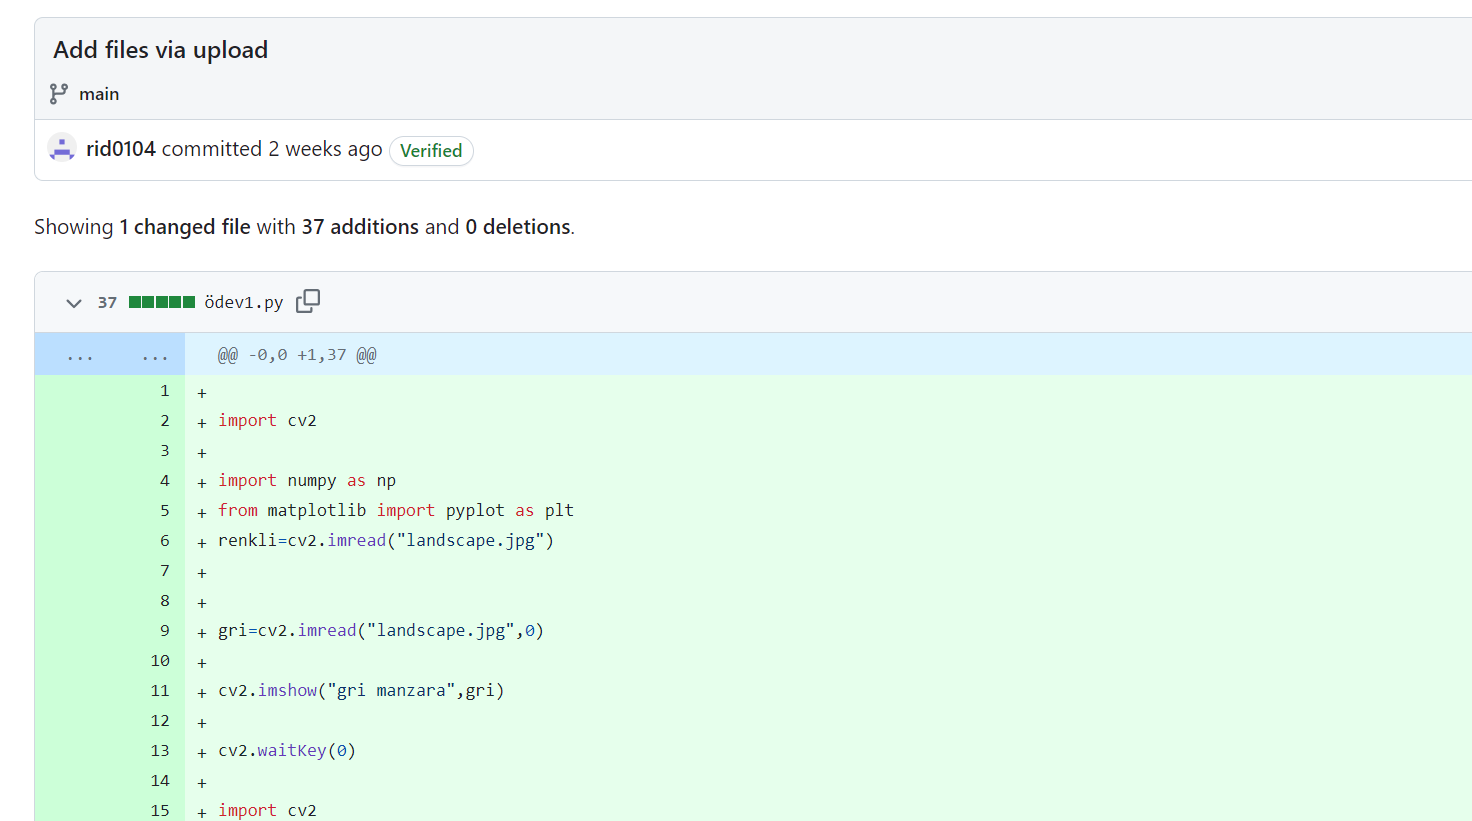 Add files via upload
main
rid0104 committed 2 weeks ago Verified
Showing 1 changed file with 37 additions and 0 deletions.
37 ödev1.py
... ... @@ -0,0 +1,37 @@
1 +
2 + import cv2
3 +
4 + import numpy as np
5 + from matplotlib import pyplot as plt
6 + renkli=cv2.imread("landscape.jpg")
7 +
8 +
9 + gri=cv2.imread("landscape.jpg",0)
10 +
11 + cv2.imshow("gri manzara",gri)
12 +
13 + cv2.waitKey(0)
14 +
15 + import cv2